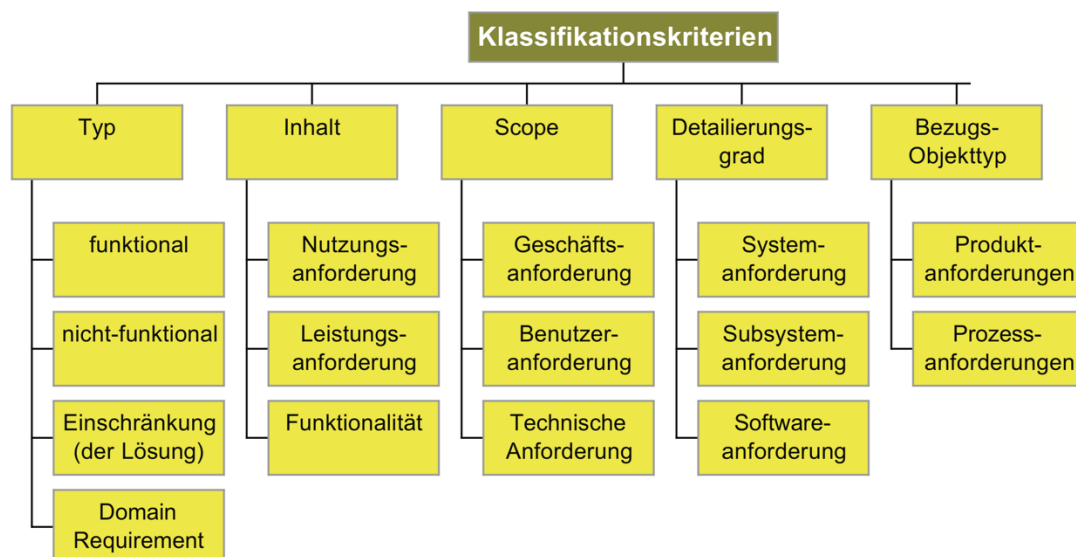 Klassifikationskriterien
Typ
Inhalt
Scope
Detailierungs-
grad
Bezugs-
Objekttyp
funktional
nicht-funktional
Einschränkung
(der Lösung)
Domain
Requirement
Nutzungs-
anforderung
Leistungs-
anforderung
Funktionalität
Geschäfts-
anforderung
Benutzer-
anforderung
Technische
Anforderung
System-
anforderung
Subsystem-
anforderung
Software-
anforderung
Produkt-
anforderungen
Prozess-
anforderungen